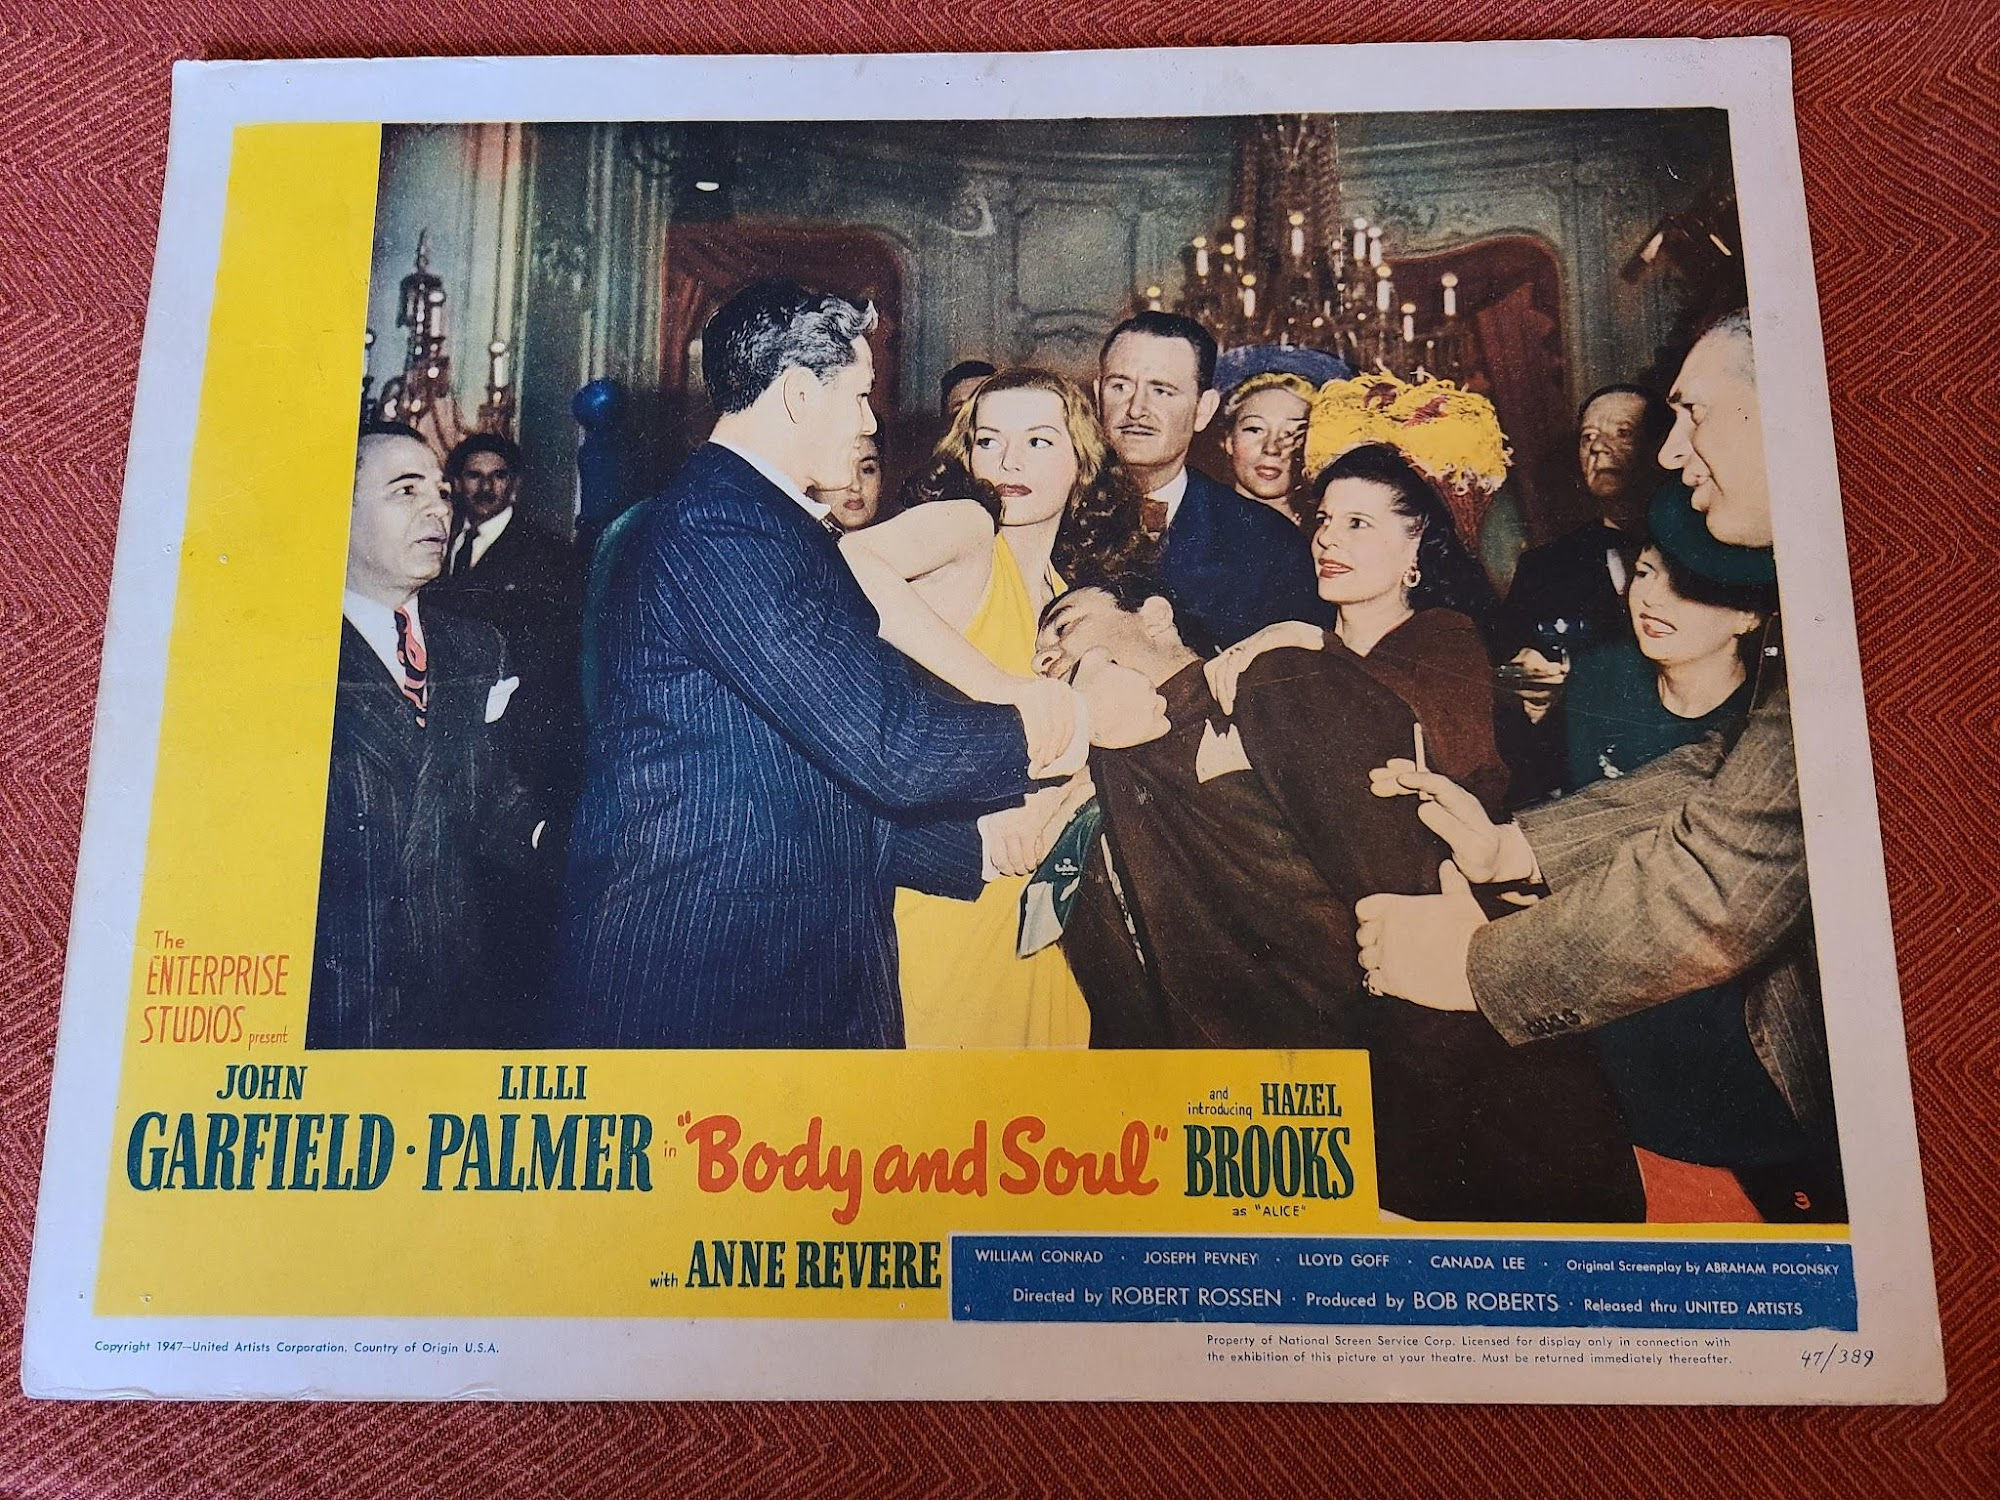 The
ENTERPRISE
STUDIOS present
JOHN
GARFIELD ·
LILLI
PALMER
in "Body and Soul"
and introducing HAZEL
BROOKS
as "ALICE"
with ANNE REVERE
WILLIAM CONRAD · JOSEPH PEVNEY · LLOYD GOFF · CANADA LEE · Original Screenplay by ABRAHAM POLONSKY
Directed by ROBERT ROSSEN · Produced by BOB ROBERTS · Released thru UNITED ARTISTS
3
Copyright 1947—United Artists Corporation. Country of Origin U.S.A.
Property of National Screen Service Corp. Licensed for display only in connection with
the exhibition of this picture at your theatre. Must be returned immediately thereafter.
47/389